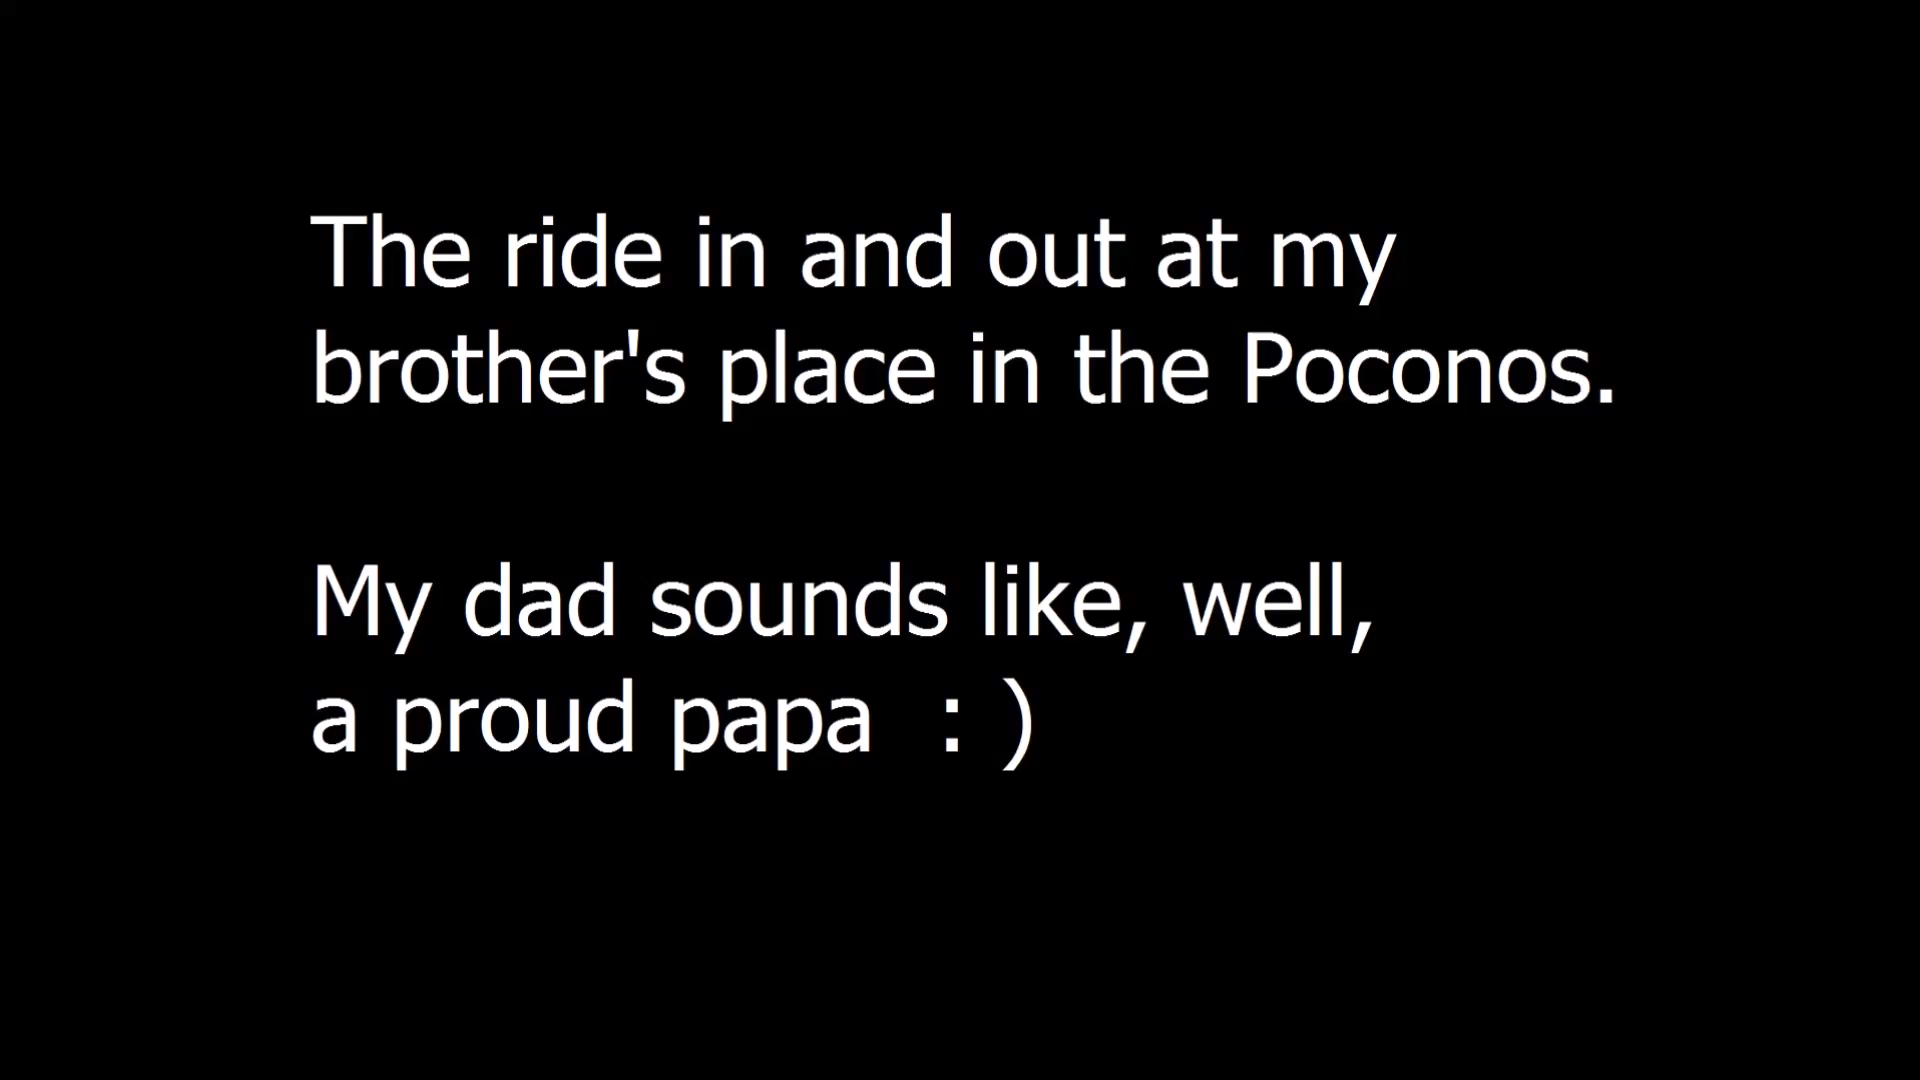 The ride in and out at my
brother's place in the Poconos.
My dad sounds like, well,
a proud papa  : )